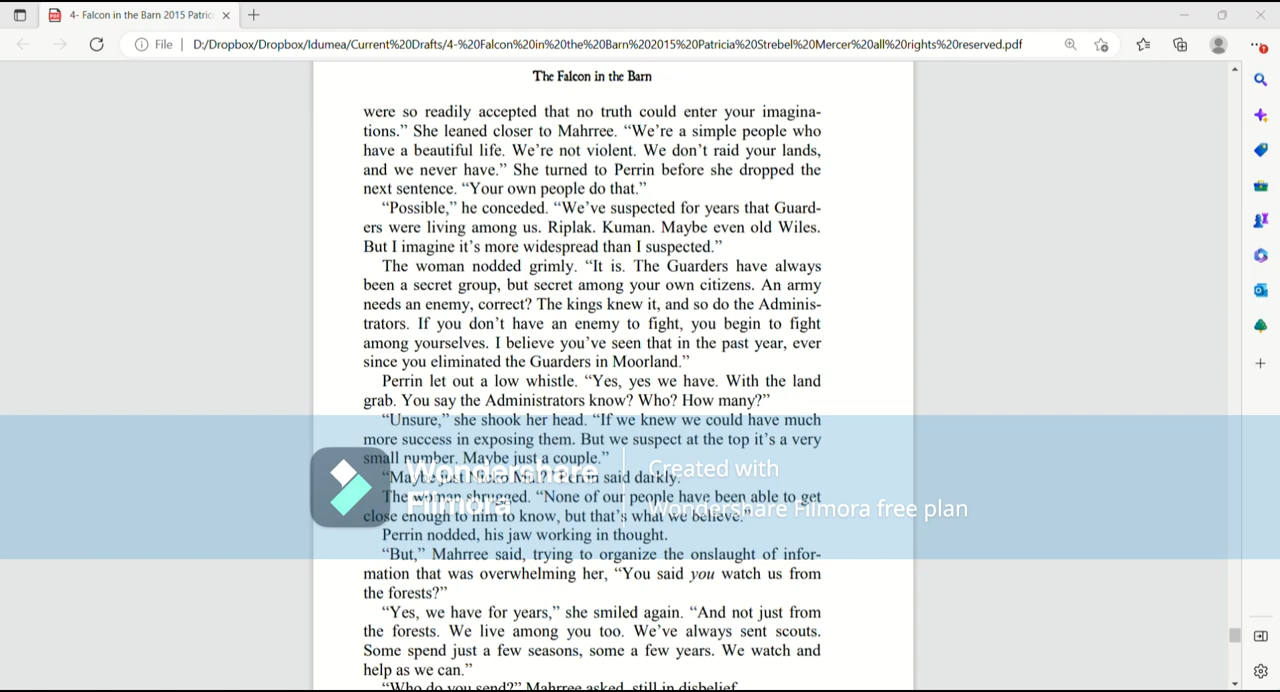 4- Falcon in the Barn 2015 Patric
File
D:/Dropbox/Dropbox/Idumea/Current%20Drafts/4-%20Falcon%20in%20the%20Barn%202015%20Patricia%20Strebel%20Mercer%20all%20rights%20reserved.pdf
The Falcon in the Barn
were so readily accepted that no truth could enter your imagina-
tions.” She leaned closer to Mahrree. “We’re a simple people who
have a beautiful life. We’re not violent. We don’t raid your lands,
and we never have.” She turned to Perrin before she dropped the
next sentence. “Your own people do that.”
“Possible,” he conceded. “We’ve suspected for years that Guard-
ers were living among us. Riplak. Kuman. Maybe even old Wiles.
But I imagine it’s more widespread than I suspected.”
The woman nodded grimly. “It is. The Guarders have always
been a secret group, but secret among your own citizens. An army
needs an enemy, correct? The kings knew it, and so do the Adminis-
trators. If you don’t have an enemy to fight, you begin to fight
among yourselves. I believe you’ve seen that in the past year, ever
since you eliminated the Guarders in Moorland.”
Perrin let out a low whistle. “Yes, yes we have. With the land
grab. You say the Administrators know? Who? How many?”
“Unsure,” she shook her head. “If we knew we could have much
more success in exposing them. But we suspect at the top it’s a very
small number. Maybe just a couple.”
“Maybe just Perrin said darkly.
The woman shrugged. “None of our people have been able to get
close enough to him to know, but that’s what we believe.”
Perrin nodded, his jaw working in thought.
“But,” Mahrree said, trying to organize the onslaught of infor-
mation that was overwhelming her, “You said you watch us from
the forests?”
“Yes, we have for years,” she smiled again. “And not just from
the forests. We live among you too. We’ve always sent scouts.
Some spend just a few seasons, some a few years. We watch and
help as we can.”
“Who do you send?” Mahrree asked, still in disbelief.
Wondershare
Filmora
Created with
Wondershare Filmora free plan